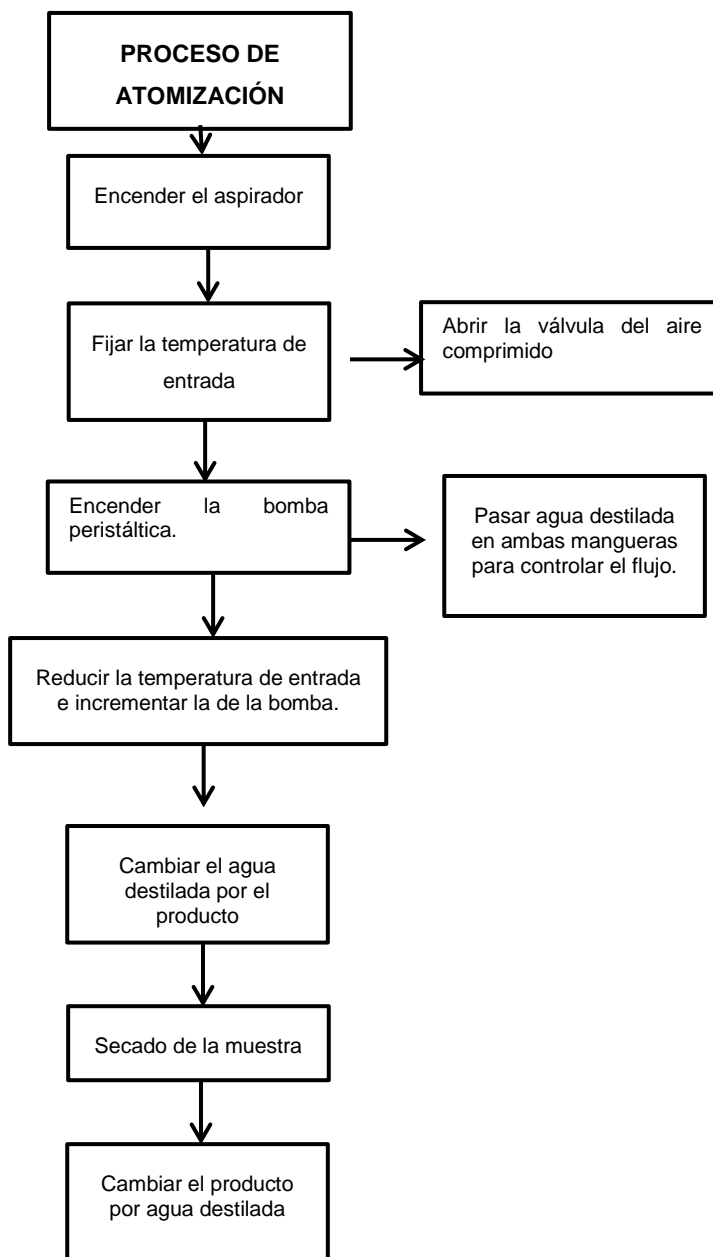 PROCESO DE
ATOMIZACIÓN
Encender el aspirador
Fijar la temperatura de
entrada
Abrir la válvula del aire
comprimido
Encender la bomba
peristáltica.
Pasar agua destilada
en ambas mangueras
para controlar el flujo.
Reducir la temperatura de entrada
e incrementar la de la bomba.
Cambiar el agua
destilada por el
producto
Secado de la muestra
Cambiar el producto
por agua destilada